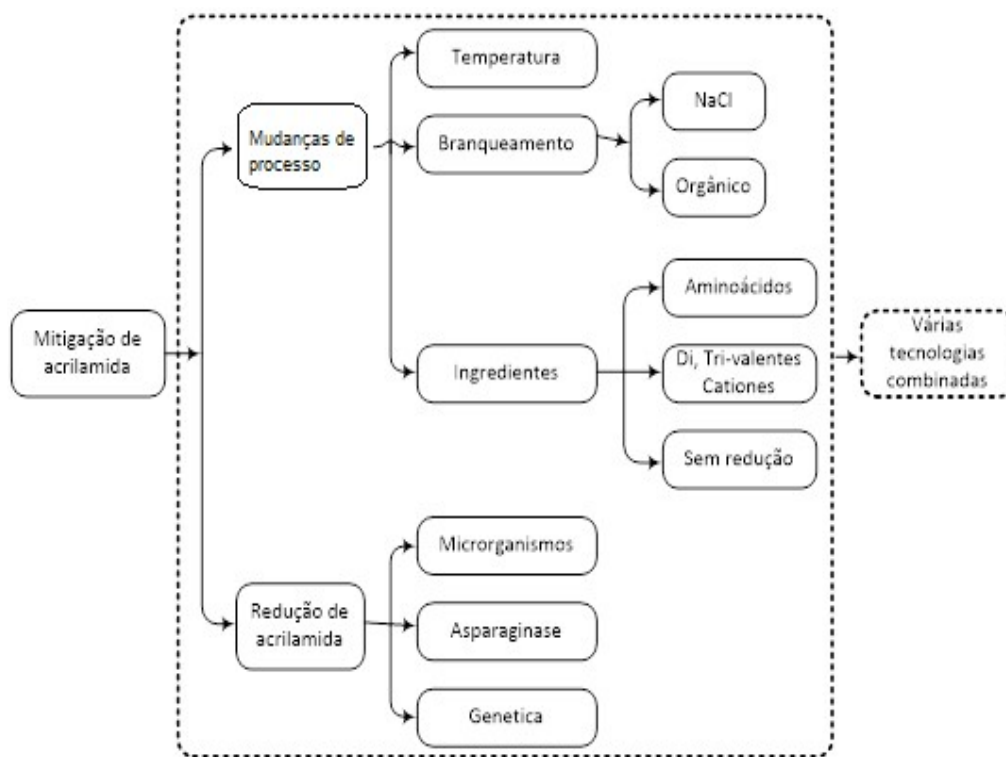 Mitigação de
acrilamida
Mudanças de
processo
Temperatura
Branqueamento
NaCl
Orgânico
Ingredientes
Aminoácidos
Di, Tri-valentes
Cationes
Sem redução
Redução de
acrilamida
Microrganismos
Asparaginase
Genetica
Várias
tecnologias
combinadas